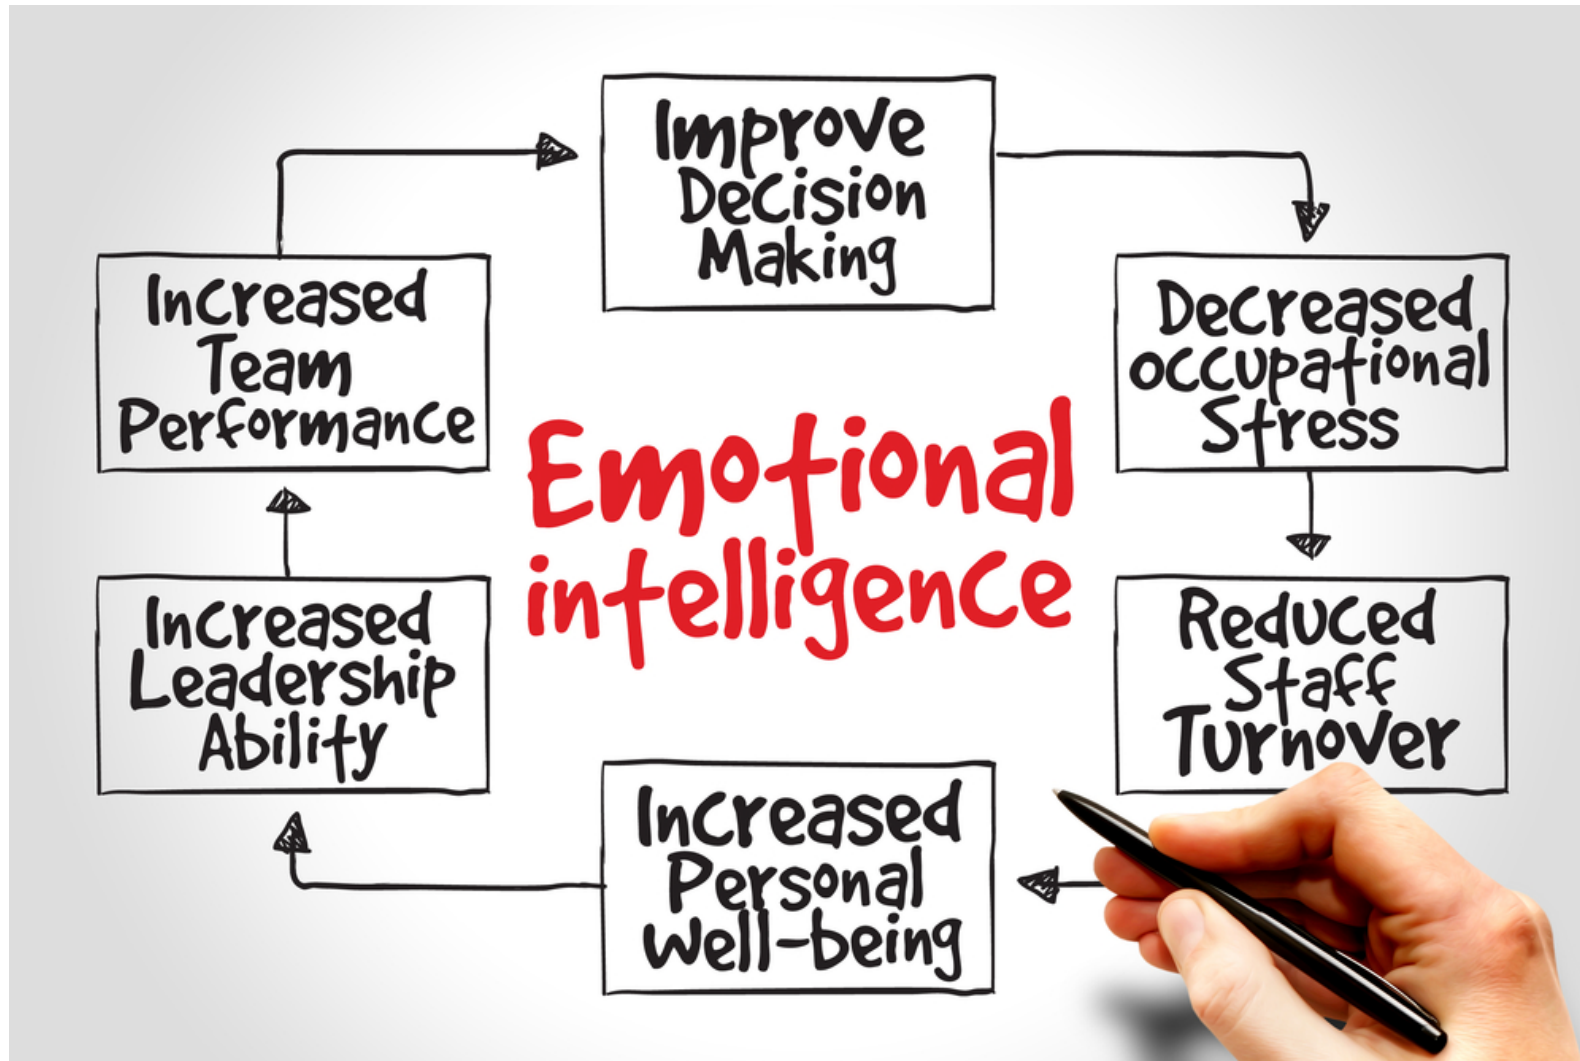 Improve
Decision
Making
Decreased
Occupational
Stress
Reduced
Staff
Turnover
Increased
Personal
Well-being
Increased
Leadership
Ability
Increased
Team
Performance
Emotional
intelligence